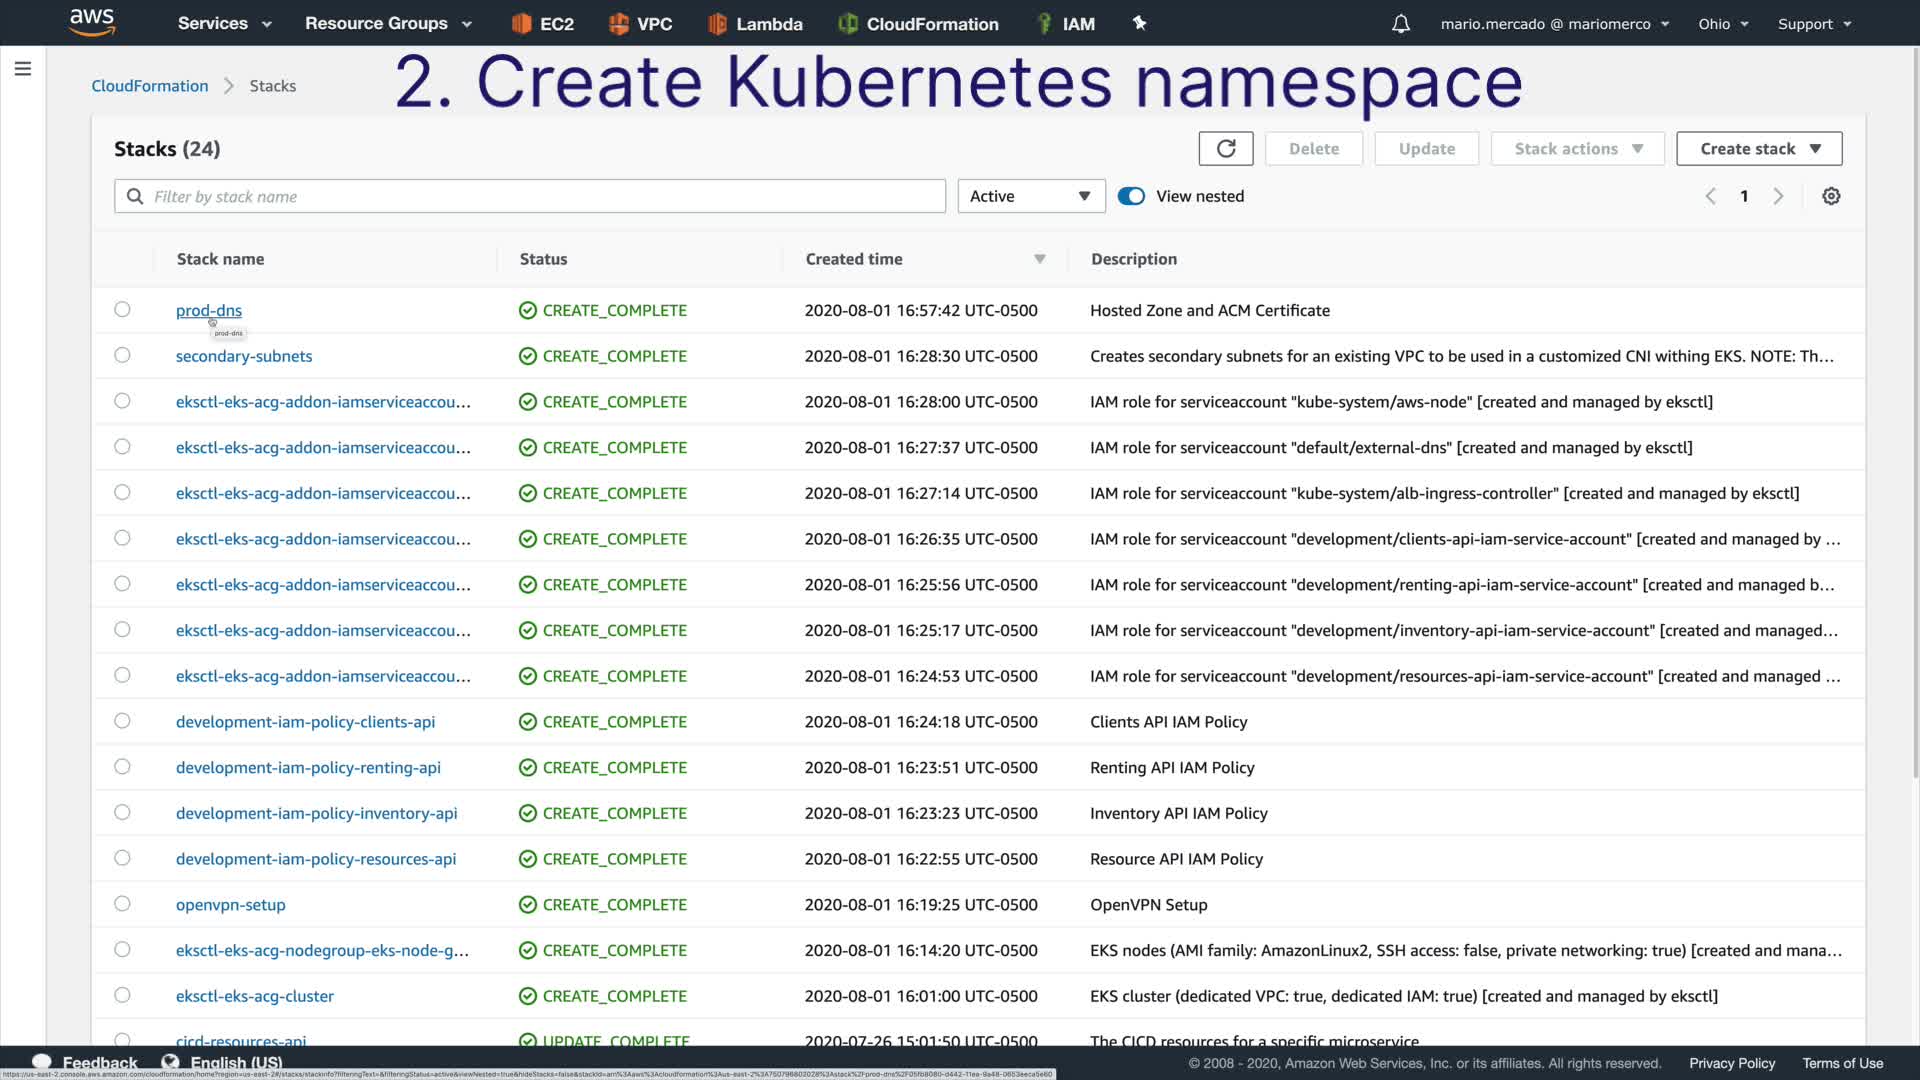 aws Services Resource Groups EC2 VPC Lambda CloudFormation IAM mario.mercado @ mariomerco Ohio Support
2. Create Kubernetes namespace
CloudFormation Stacks
Stacks (24) Delete Update Stack actions Create stack
Filter by stack name Active View nested 1
Stack name Status Created time Description
prod-dns CREATE_COMPLETE 2020-08-01 16:57:42 UTC-0500 Hosted Zone and ACM Certificate
prod-dns
secondary-subnets CREATE_COMPLETE 2020-08-01 16:28:30 UTC-0500 Creates secondary subnets for an existing VPC to be used in a customized CNI withing EKS. NOTE: Th...
eksctl-eks-acg-addon-iamserviceaccou... CREATE_COMPLETE 2020-08-01 16:28:00 UTC-0500 IAM role for serviceaccount "kube-system/aws-node" [created and managed by eksctl]
eksctl-eks-acg-addon-iamserviceaccou... CREATE_COMPLETE 2020-08-01 16:27:37 UTC-0500 IAM role for serviceaccount "default/external-dns" [created and managed by eksctl]
eksctl-eks-acg-addon-iamserviceaccou... CREATE_COMPLETE 2020-08-01 16:27:14 UTC-0500 IAM role for serviceaccount "kube-system/alb-ingress-controller" [created and managed by eksctl]
eksctl-eks-acg-addon-iamserviceaccou... CREATE_COMPLETE 2020-08-01 16:26:35 UTC-0500 IAM role for serviceaccount "development/clients-api-iam-service-account" [created and managed by ...
eksctl-eks-acg-addon-iamserviceaccou... CREATE_COMPLETE 2020-08-01 16:25:56 UTC-0500 IAM role for serviceaccount "development/renting-api-iam-service-account" [created and managed b...
eksctl-eks-acg-addon-iamserviceaccou... CREATE_COMPLETE 2020-08-01 16:25:17 UTC-0500 IAM role for serviceaccount "development/inventory-api-iam-service-account" [created and managed...
eksctl-eks-acg-addon-iamserviceaccou... CREATE_COMPLETE 2020-08-01 16:24:53 UTC-0500 IAM role for serviceaccount "development/resources-api-iam-service-account" [created and managed ...
development-iam-policy-clients-api CREATE_COMPLETE 2020-08-01 16:24:18 UTC-0500 Clients API IAM Policy
development-iam-policy-renting-api CREATE_COMPLETE 2020-08-01 16:23:51 UTC-0500 Renting API IAM Policy
development-iam-policy-inventory-api CREATE_COMPLETE 2020-08-01 16:23:23 UTC-0500 Inventory API IAM Policy
development-iam-policy-resources-api CREATE_COMPLETE 2020-08-01 16:22:55 UTC-0500 Resource API IAM Policy
openvpn-setup CREATE_COMPLETE 2020-08-01 16:19:25 UTC-0500 OpenVPN Setup
eksctl-eks-acg-nodegroup-eks-node-g... CREATE_COMPLETE 2020-08-01 16:14:20 UTC-0500 EKS nodes (AMI family: AmazonLinux2, SSH access: false, private networking: true) [created and mana...
eksctl-eks-acg-cluster CREATE_COMPLETE 2020-08-01 16:01:00 UTC-0500 EKS cluster (dedicated VPC: true, dedicated IAM: true) [created and managed by eksctl]
cicd-resources-api UPDATE_COMPLETE 2020-07-26 15:01:50 UTC-0500 The CICD resources for a specific microservice
Feedback English (US) © 2008 - 2020, Amazon Web Services, Inc. or its affiliates. All rights reserved. Privacy Policy Terms of Use